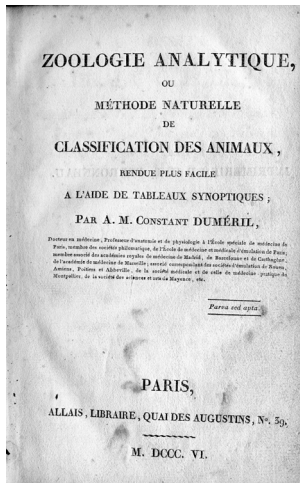 ZOOLOGIE ANALYTIQUE,
OU
MÉTHODE NATURELLE
DE
CLASSIFICATION DES ANIMAUX,
RENDUE PLUS FACILE
A L'AIDE DE TABLEAUX SYNOPTIQUES;
PAR A. M. CONSTANT DUMÉRIL,
Docteur en médecine, Professeur d'anatomie et de physiologie à l'École spéciale de médecine de
Paris, membre des société philomatique, de l'École de médecine et médicale d'émulation de Paris;
membre associé des académies royales de médecine de Madrid, de Barcelonne et de Carthagène,
de l'académie de médecine de Marseille; associé correspondant des sociétés d'émulation de Rouen,
Amiens, Poitiers et Abbeville, de la société médicale et de celle de médecine pratique de
Montpellier, de la société des sciences et arts de Mayence, etc.
Parva sed apta.
PARIS,
ALLAIS, LIBRAIRE, QUAI DES AUGUSTINS, No. 39.
M. DCCC. VI.